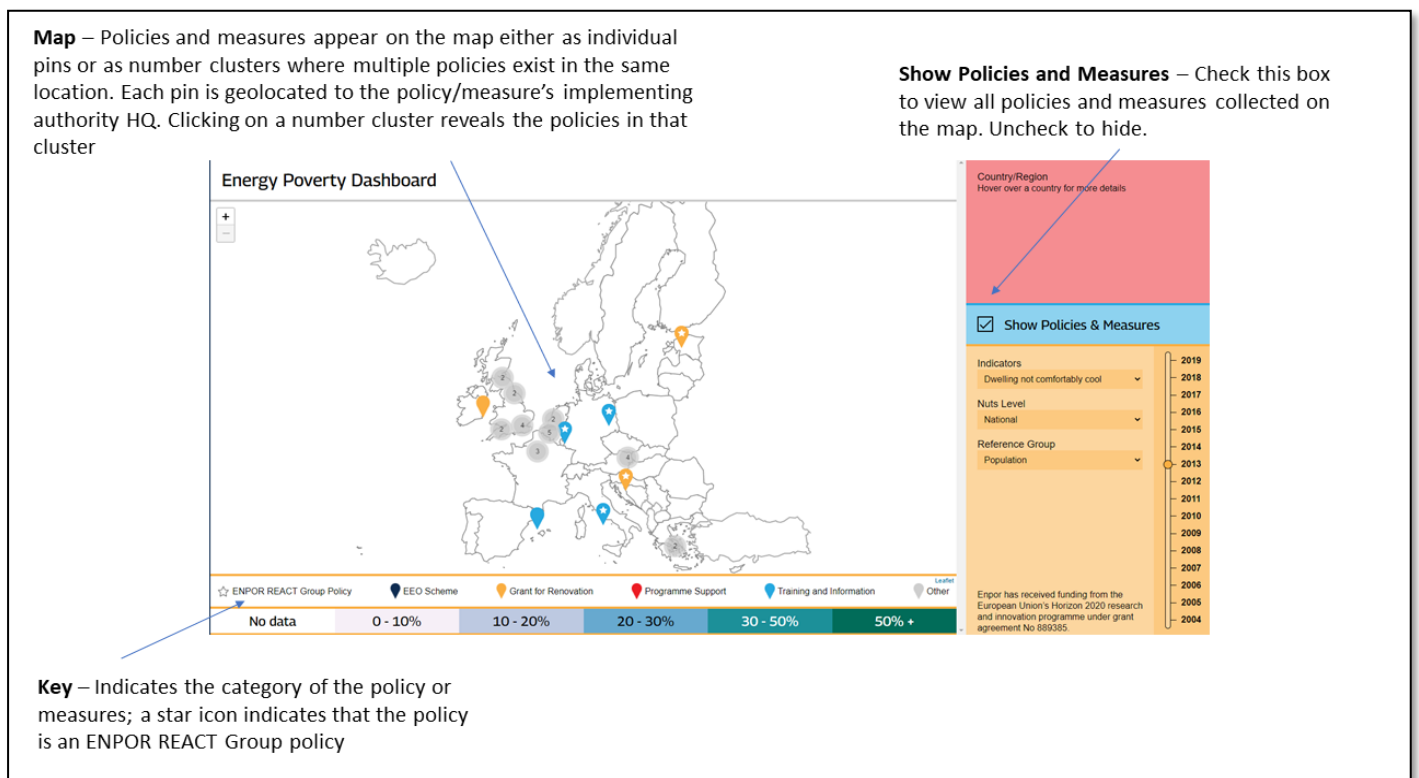 Map – Policies and measures appear on the map either as individual
pins or as number clusters where multiple policies exist in the same
location. Each pin is geolocated to the policy/measure's implementing
authority HQ. Clicking on a number cluster reveals the policies in that
cluster
Show Policies and Measures – Check this box
to view all policies and measures collected on
the map. Uncheck to hide.
Energy Poverty Dashboard
+
−
2
2
2
4
2
5
3
4
2
Country/Region
Hover over a country for more details
Show Policies & Measures
Indicators
Dwelling not comfortably cool
Nuts Level
National
Reference Group
Population
2019
2018
2017
2016
2015
2014
2013
2012
2011
2010
2009
2008
2007
2006
2005
2004
Enpor has received funding from the
European Union's Horizon 2020 research
and innovation programme under grant
agreement No 889385.
Leaflet
ENPOR REACT Group Policy
EEO Scheme
Grant for Renovation
Programme Support
Training and Information
Other
No data
0 - 10%
10 - 20%
20 - 30%
30 - 50%
50% +
Key – Indicates the category of the policy or
measures; a star icon indicates that the policy
is an ENPOR REACT Group policy